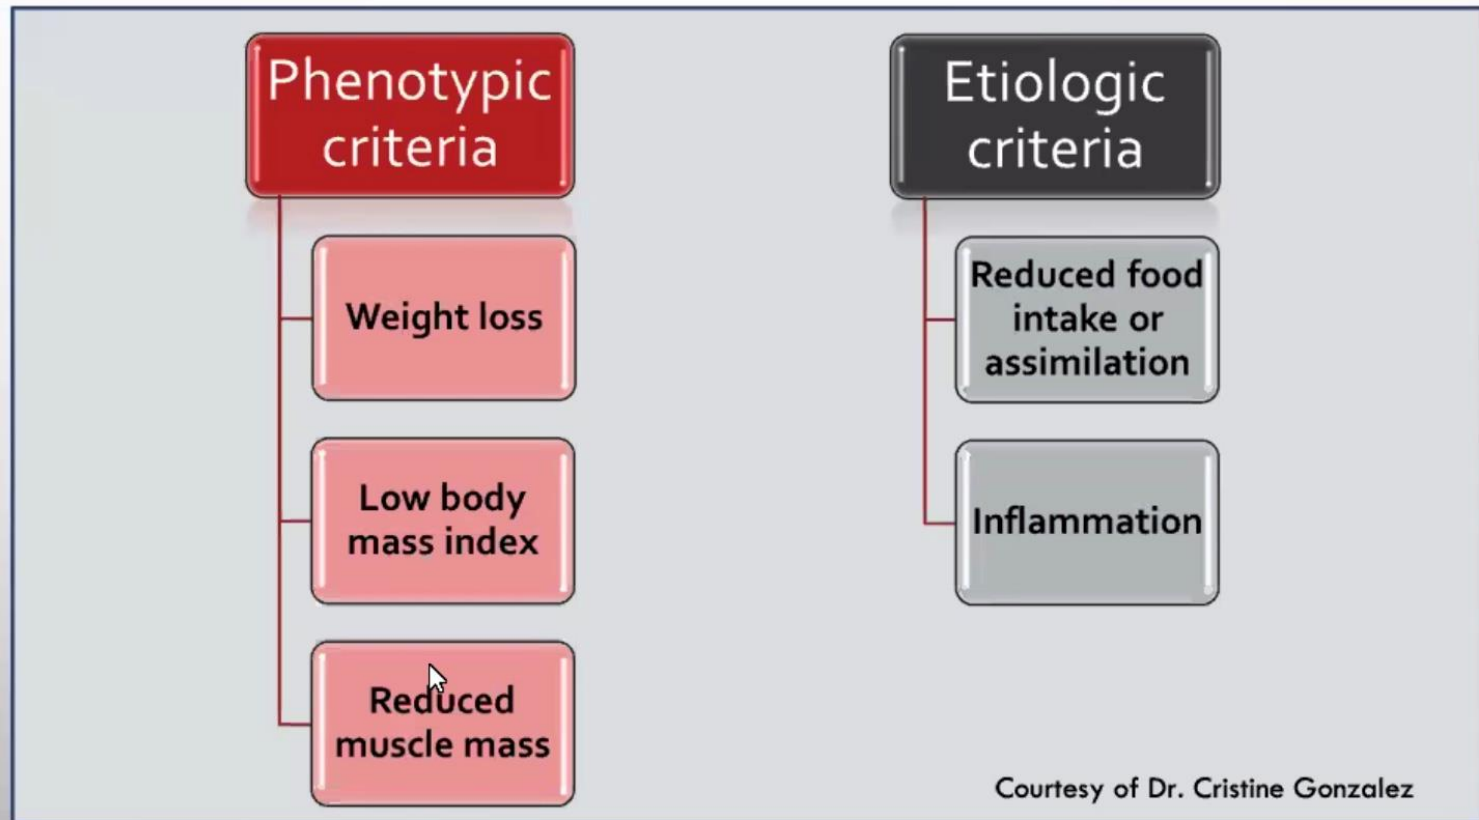 Phenotypic
criteria
Weight loss
Low body
mass index
Reduced
muscle mass
Etiologic
criteria
Reduced food
intake or
assimilation
Inflammation
Courtesy of Dr. Cristine Gonzalez